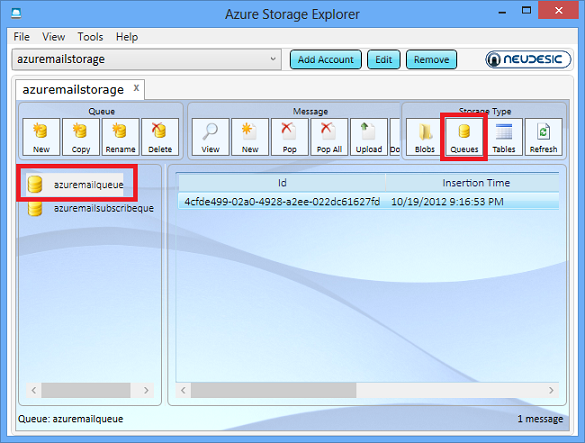 Azure Storage Explorer
File View Tools Help
azuremailstorage Add Account Edit Remove NEUDESIC
azuremailstorage x
Queue Message Storage Type
New Copy Rename Delete View New Pop Pop All Upload Do Blobs Queues Tables Refresh
azuremailqueue
azuremailsubscribeque
Id Insertion Time
4cfde499-02a0-4928-a2ee-022dc61627fd 10/19/2012 9:16:53 PM
Queue: azuremailqueue 1 message